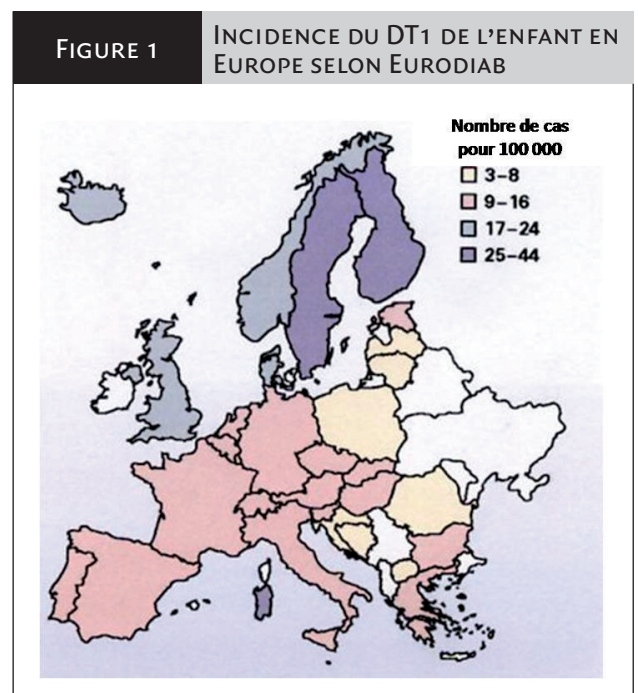 FIGURE 1
INCIDENCE DU DT1 DE L'ENFANT EN
EUROPE SELON EURODIAB
Nombre de cas
pour 100 000
3–8
9–16
17–24
25–44